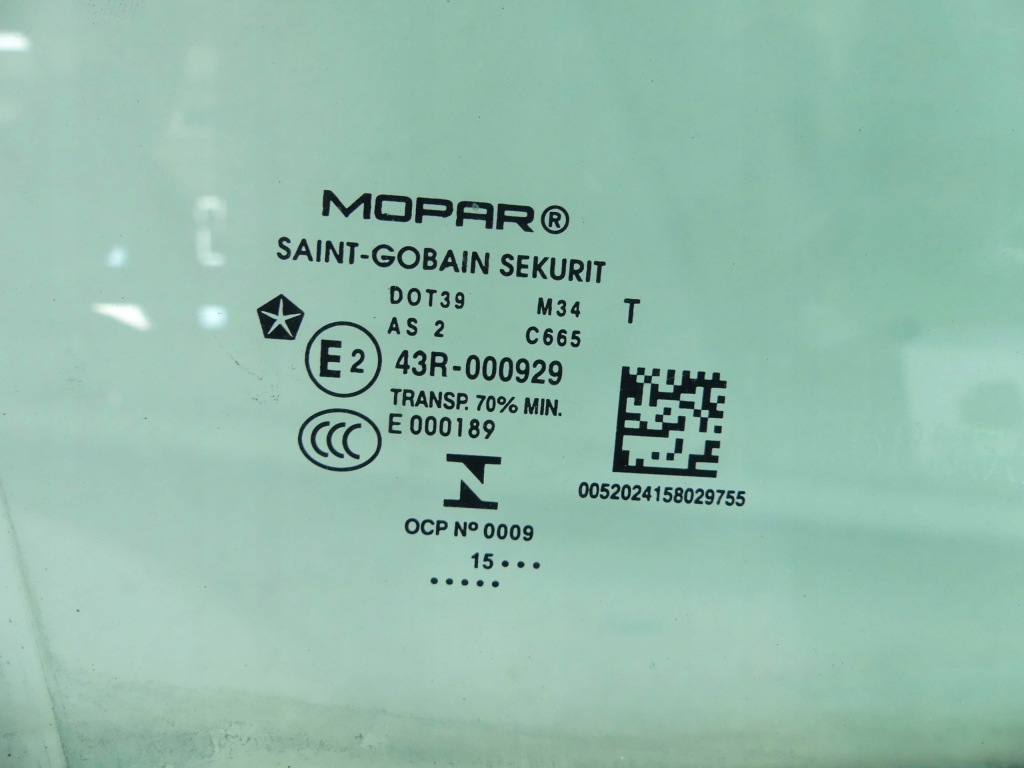 MOPAR®
SAINT-GOBAIN SEKURIT
DOT39 M34 T
AS 2 C665
E2 43R-000929
TRANSP. 70% MIN.
CCC E 000189
OCP Nº 0009
0052024158029755
15•••
•••••